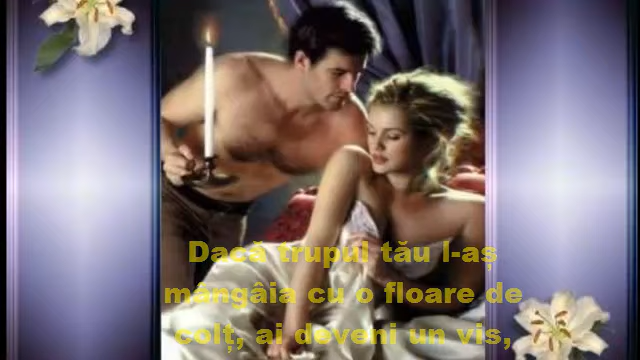 Dacă trupul tău l-aș
mângâia cu o floare de
colț, ai deveni un vis,